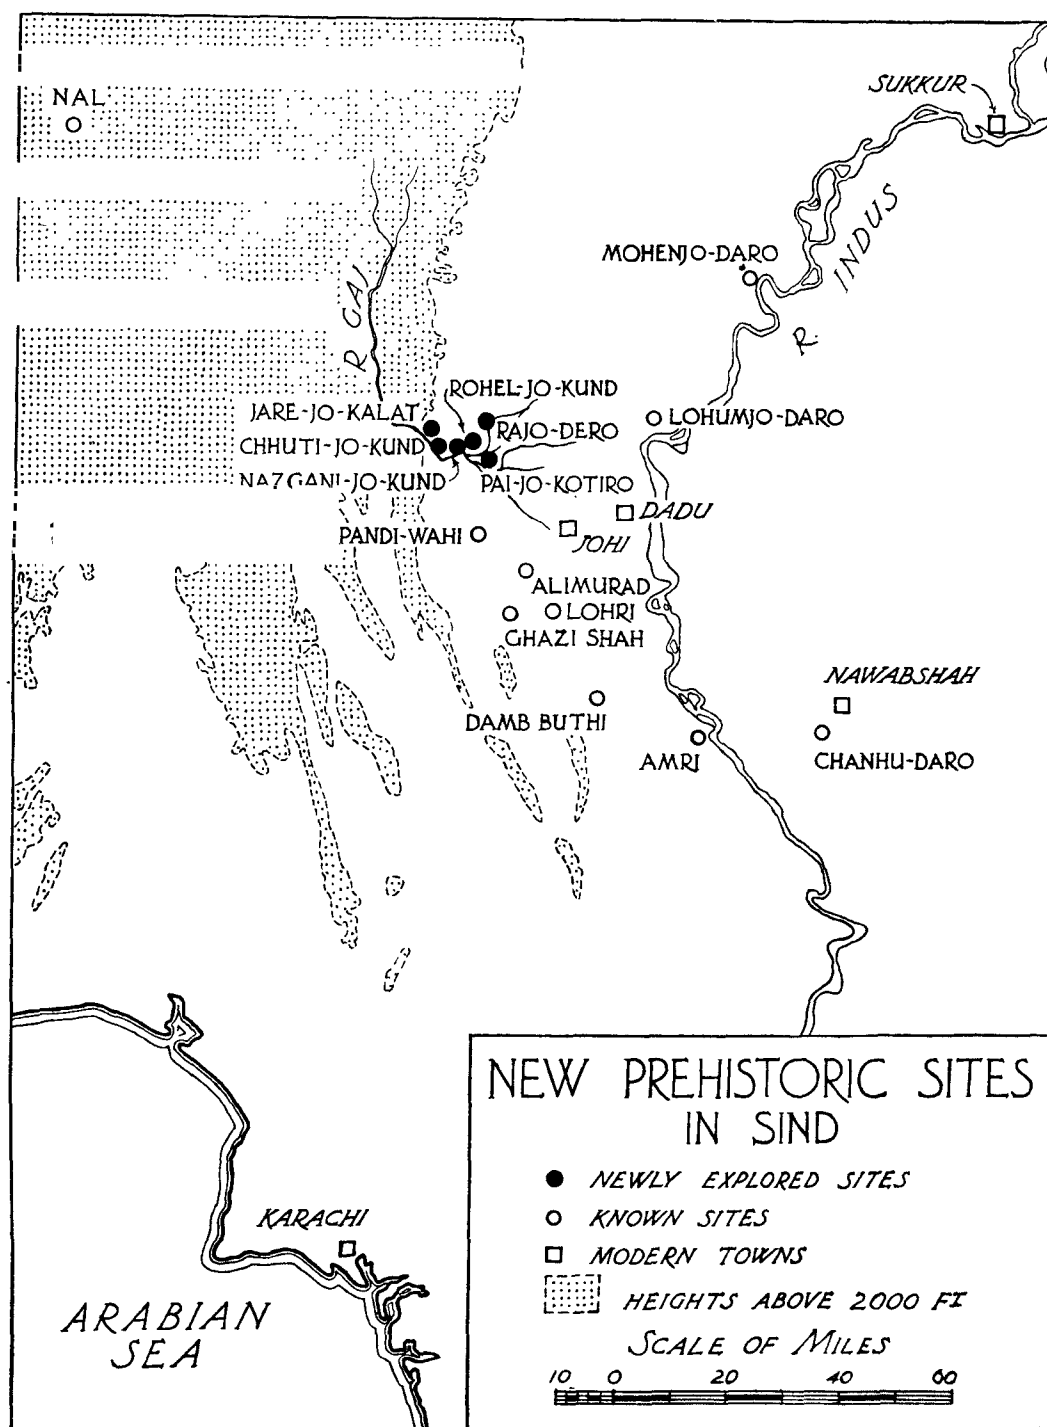 NAL
SUKKUR
MOHENJO-DARO
R. INDUS
R GAJ
ROHEL-JO-KUND
JARE-JO-KALAT
LOHUMJO-DARO
RAJO-DERO
CHHUTI-JO-KUND
NAZGANI-JO-KUND
PAI-JO-KOTIRO
DADU
PANDI-WAHI
JOHI
ALIMURAD
LOHRI
GHAZI SHAH
NAWABSHAH
DAMB BUTHI
AMRI
CHANHU-DARO
NEW PREHISTORIC SITES
IN SIND
NEWLY EXPLORED SITES
KNOWN SITES
MODERN TOWNS
HEIGHTS ABOVE 2000 FT
SCALE OF MILES
10 0 20 40 60
KARACHI
ARABIAN
SEA